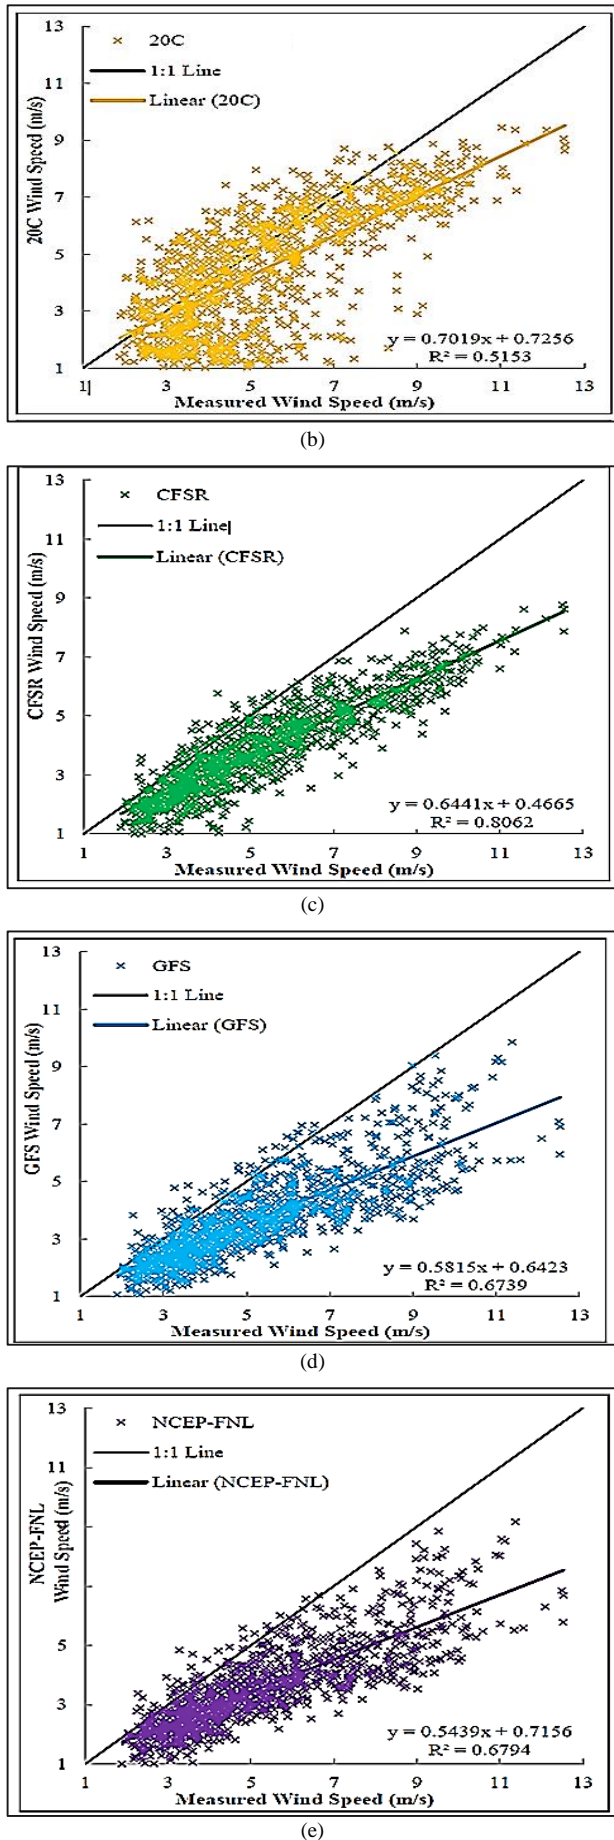 20C
1:1 Line
Linear (20C)
20C Wind Speed (m/s)
13
11
9
7
5
3
1
y = 0.7019x + 0.7256
R² = 0.5153
1 3 5 7 9 11 13
Measured Wind Speed (m/s)
(b)
CFSR
1:1 Line
Linear (CFSR)
CFSR Wind Speed (m/s)
13
11
9
7
5
3
1
y = 0.6441x + 0.4665
R² = 0.8062
1 3 5 7 9 11 13
Measured Wind Speed (m/s)
(c)
GFS
1:1 Line
Linear (GFS)
GFS Wind Speed (m/s)
13
11
9
7
5
3
1
y = 0.5815x + 0.6423
R² = 0.6739
1 3 5 7 9 11 13
Measured Wind Speed (m/s)
(d)
NCEP-FNL
1:1 Line
Linear (NCEP-FNL)
NCEP-FNL
Wind Speed (m/s)
13
11
5
3
1
y = 0.5439x + 0.7156
R² = 0.6794
1 3 5 7 9 11 13
Measured Wind Speed (m/s)
(e)